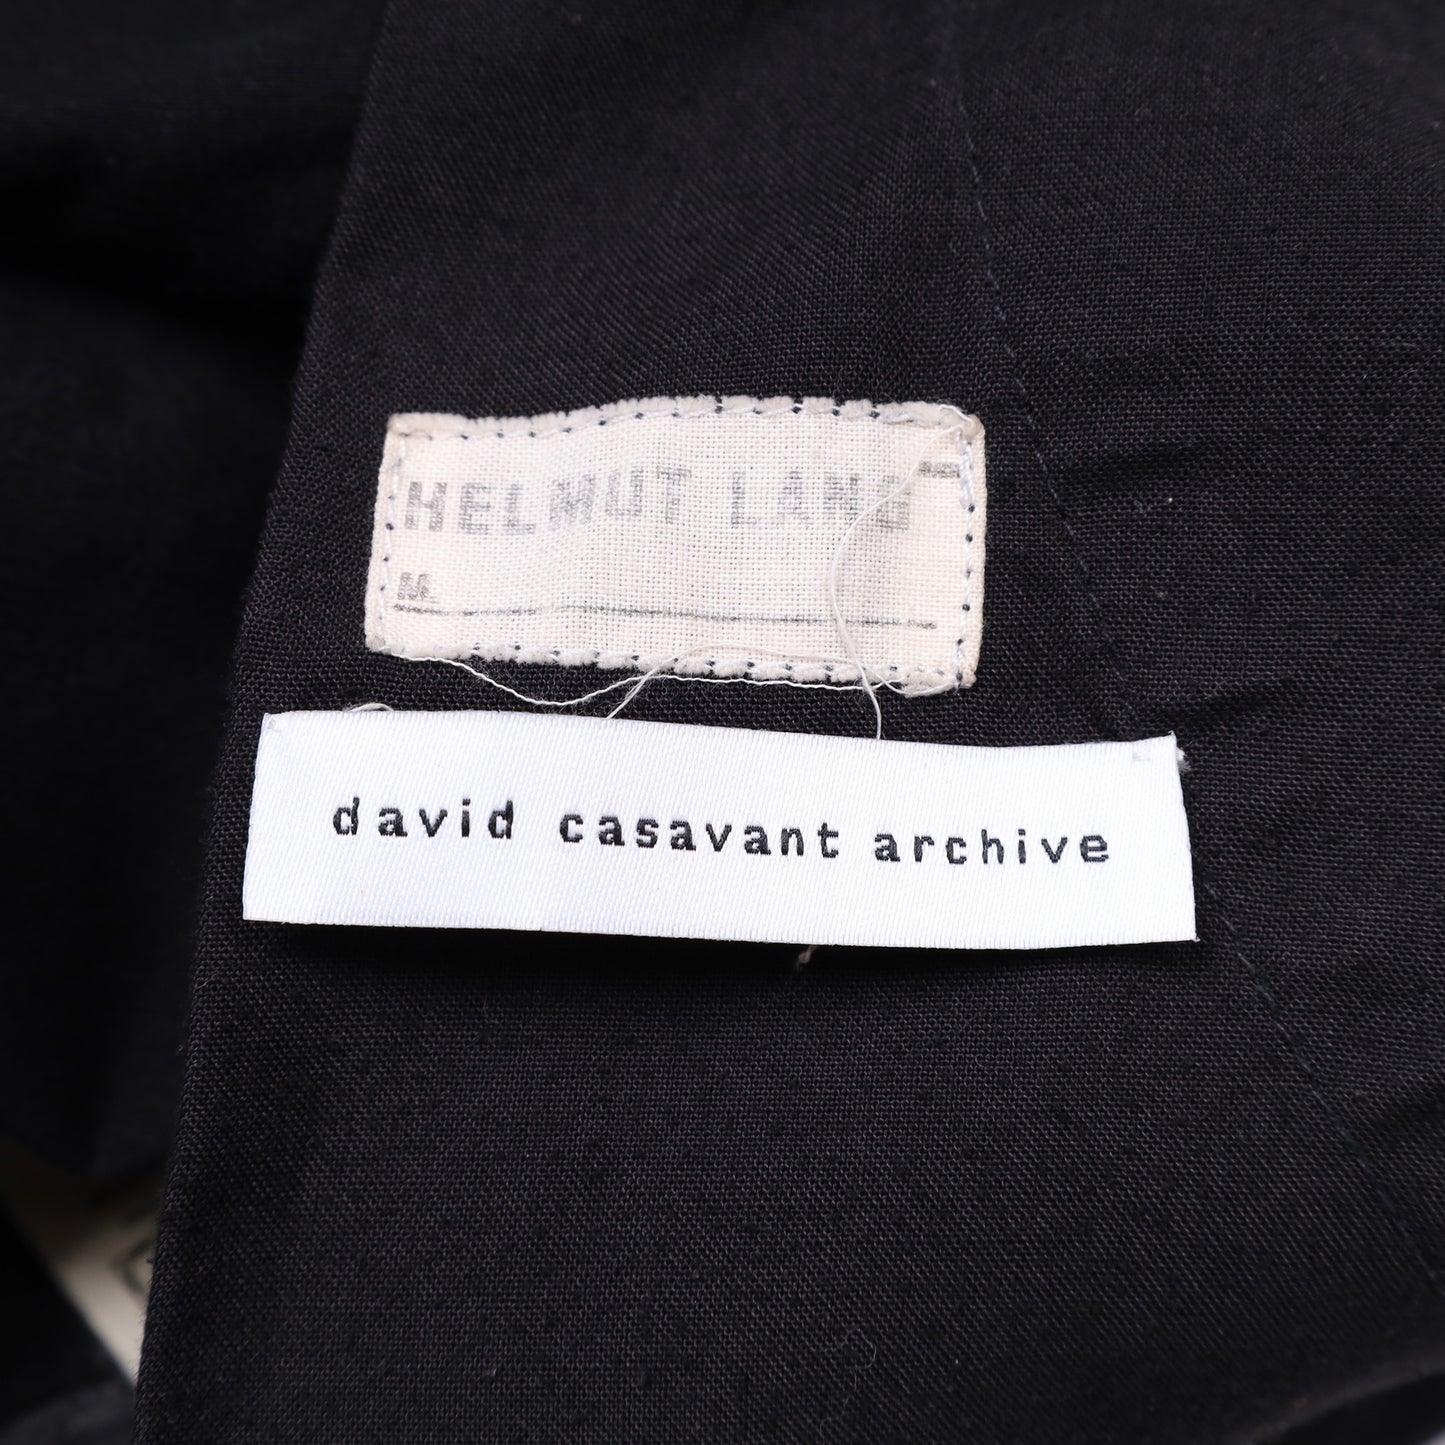 HELMUT LANG
M.
david casavant archive